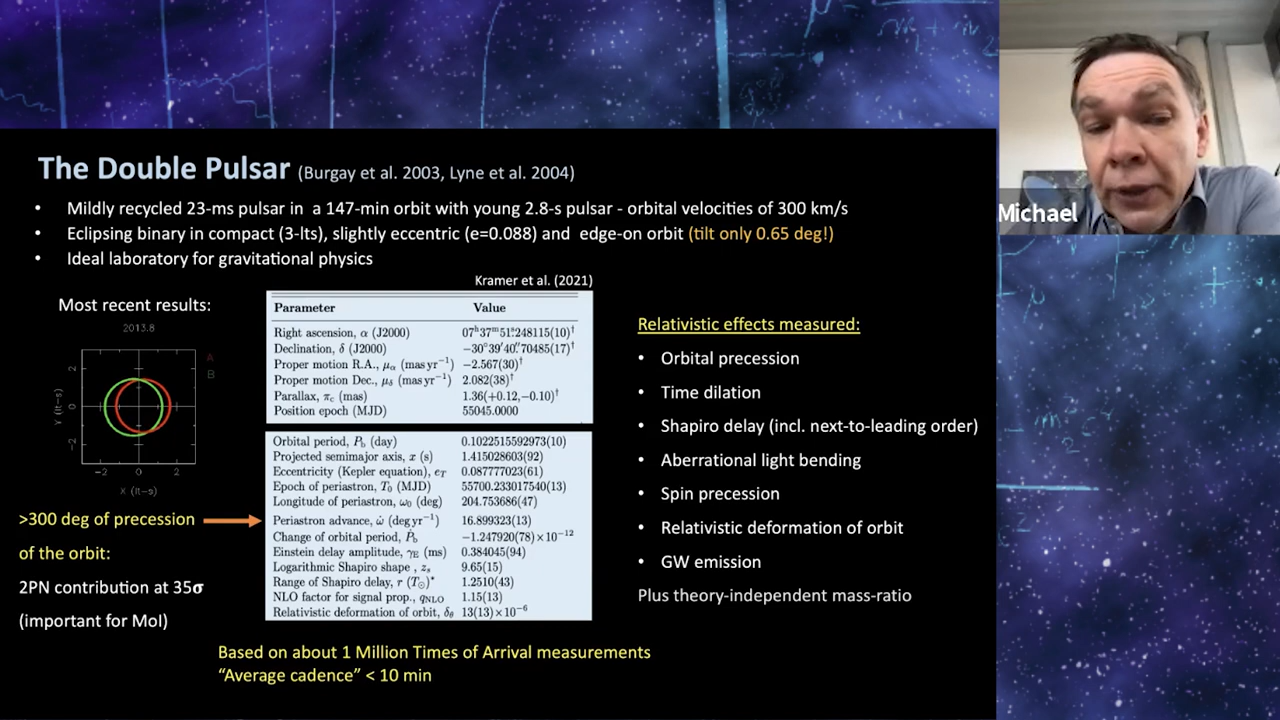 The Double Pulsar (Burgay et al. 2003, Lyne et al. 2004)
• Mildly recycled 23-ms pulsar in a 147-min orbit with young 2.8-s pulsar - orbital velocities of 300 km/s
• Eclipsing binary in compact (3-lts), slightly eccentric (e=0.088) and edge-on orbit (tilt only 0.65 deg!)
• Ideal laboratory for gravitational physics
Michael
Kramer et al. (2021)
Most recent results:
2013.8
A
B
Y (lt-s)
2
0
−2
−2 0 2
X (lt-s)
>300 deg of precession
of the orbit:
2PN contribution at 35σ
(important for MoI)
Parameter Value
Right ascension, α (J2000) 07ʰ37ᵐ51ˢ.248115(10)†
Declination, δ (J2000) −30°39′40″.70485(17)†
Proper motion R.A., μα (mas yr⁻¹) −2.567(30)†
Proper motion Dec., μδ (mas yr⁻¹) 2.082(38)†
Parallax, πc (mas) 1.36(+0.12,−0.10)†
Position epoch (MJD) 55045.0000
Orbital period, Pb (day) 0.1022515592973(10)
Projected semimajor axis, x (s) 1.415028603(92)
Eccentricity (Kepler equation), eT 0.087777023(61)
Epoch of periastron, T0 (MJD) 55700.233017540(13)
Longitude of periastron, ω0 (deg) 204.753686(47)
Periastron advance, ω̇ (deg yr⁻¹) 16.899323(13)
Change of orbital period, Ṗb −1.247920(78)×10⁻¹²
Einstein delay amplitude, γE (ms) 0.384045(94)
Logarithmic Shapiro shape , zs 9.65(15)
Range of Shapiro delay, r (T⊙)* 1.2510(43)
NLO factor for signal prop., qNLO 1.15(13)
Relativistic deformation of orbit, δθ 13(13)×10⁻⁶
Relativistic effects measured:
• Orbital precession
• Time dilation
• Shapiro delay (incl. next-to-leading order)
• Aberrational light bending
• Spin precession
• Relativistic deformation of orbit
• GW emission
Plus theory-independent mass-ratio
Based on about 1 Million Times of Arrival measurements
“Average cadence” < 10 min